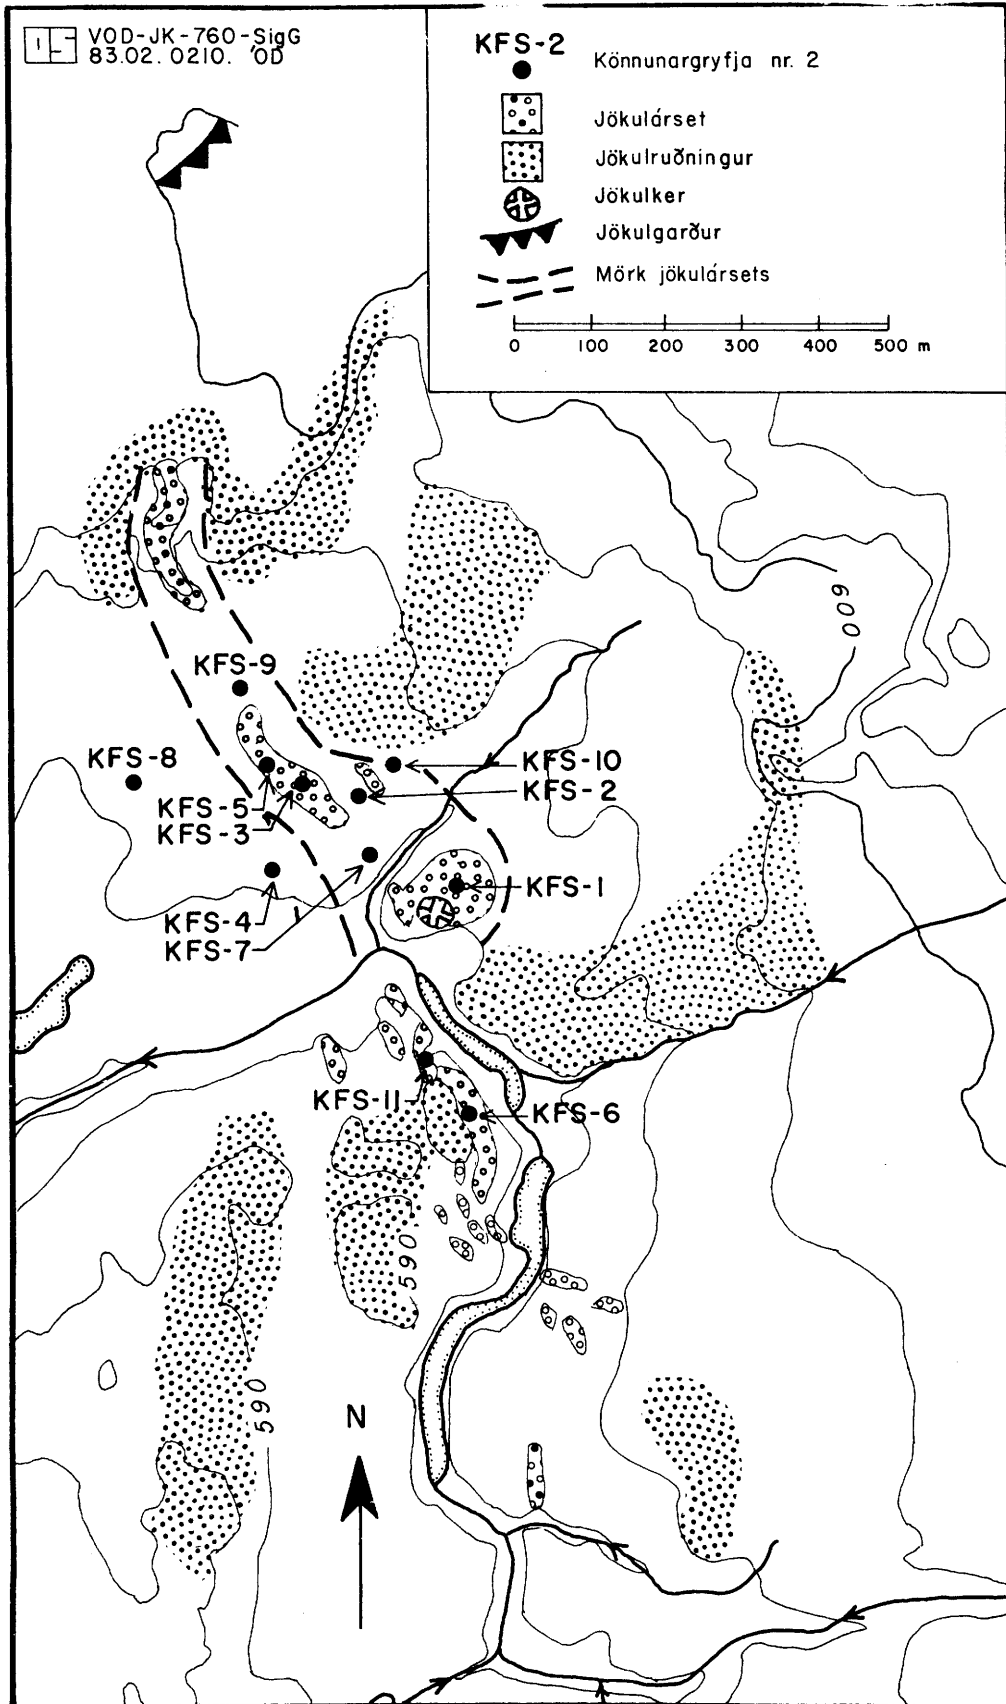 OS
VOD-JK-760-SigG
83.02.0210. 'OD
KFS-2
Könnunargryfja nr. 2
Jökulárset
Jökulruðningur
Jökulker
Jökulgarður
Mörk jökulársets
0 100 200 300 400 500 m
600
KFS-9
KFS-8
KFS-10
KFS-2
KFS-5
KFS-3
KFS-1
KFS-4
KFS-7
KFS-11
KFS-6
590
590
N